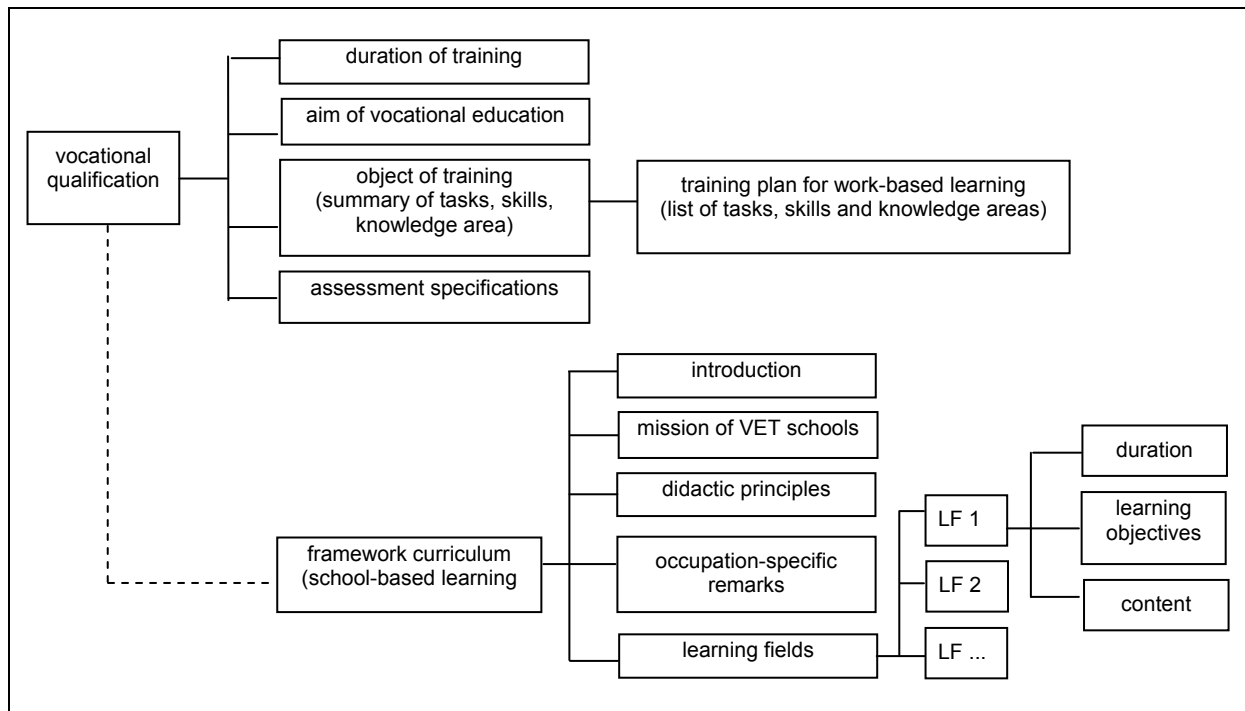 duration of training
aim of vocational education
vocational
qualification
object of training
(summary of tasks, skills,
knowledge area)
training plan for work-based learning
(list of tasks, skills and knowledge areas)
assessment specifications
introduction
mission of VET schools
didactic principles
framework curriculum
(school-based learning
occupation-specific
remarks
learning fields
LF 1
LF 2
LF ...
duration
learning
objectives
content